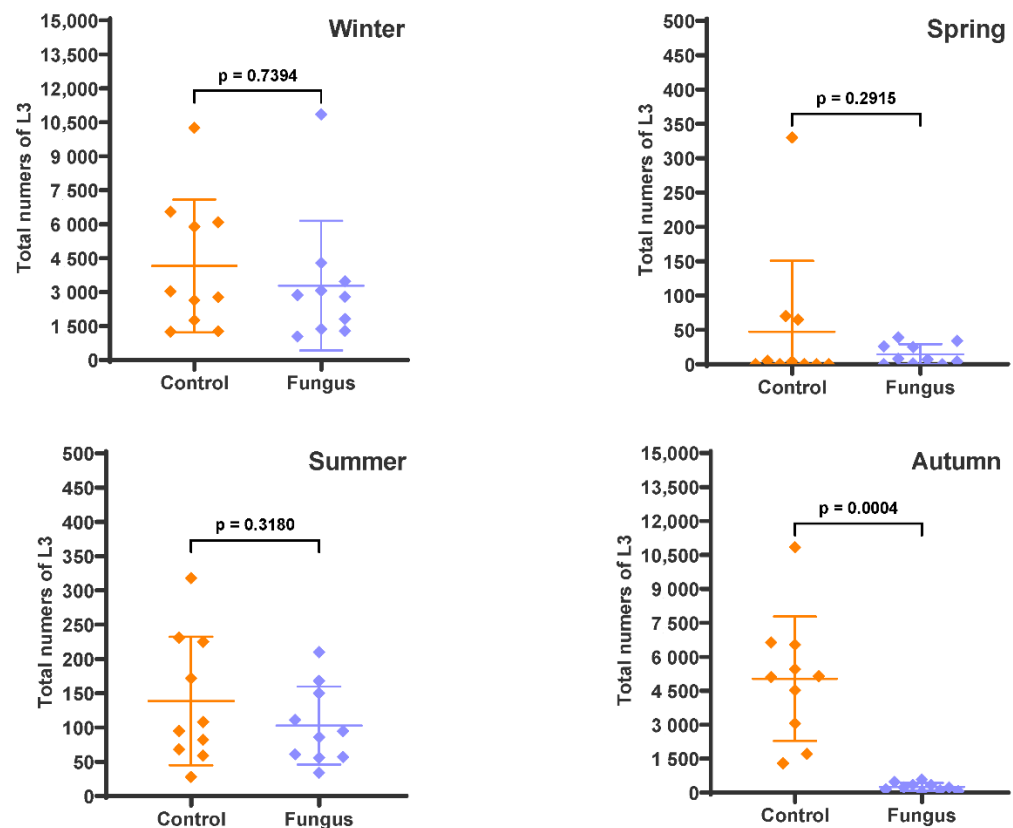 Winter
p = 0.7394
Total numers of L3
15,000
13,500
12,000
10,500
9 000
7 500
6 000
4 500
3 000
1 500
0
Control Fungus
Spring
p = 0.2915
Total numers of L3
500
450
400
350
300
250
200
150
100
50
0
Control Fungus
Summer
p = 0.3180
Total numers of L3
500
450
400
350
300
250
200
150
100
50
0
Control Fungus
Autumn
p = 0.0004
Total numers of L3
15,000
13,500
12,000
10,500
9 000
7 500
6 000
4 500
3 000
1 500
0
Control Fungus